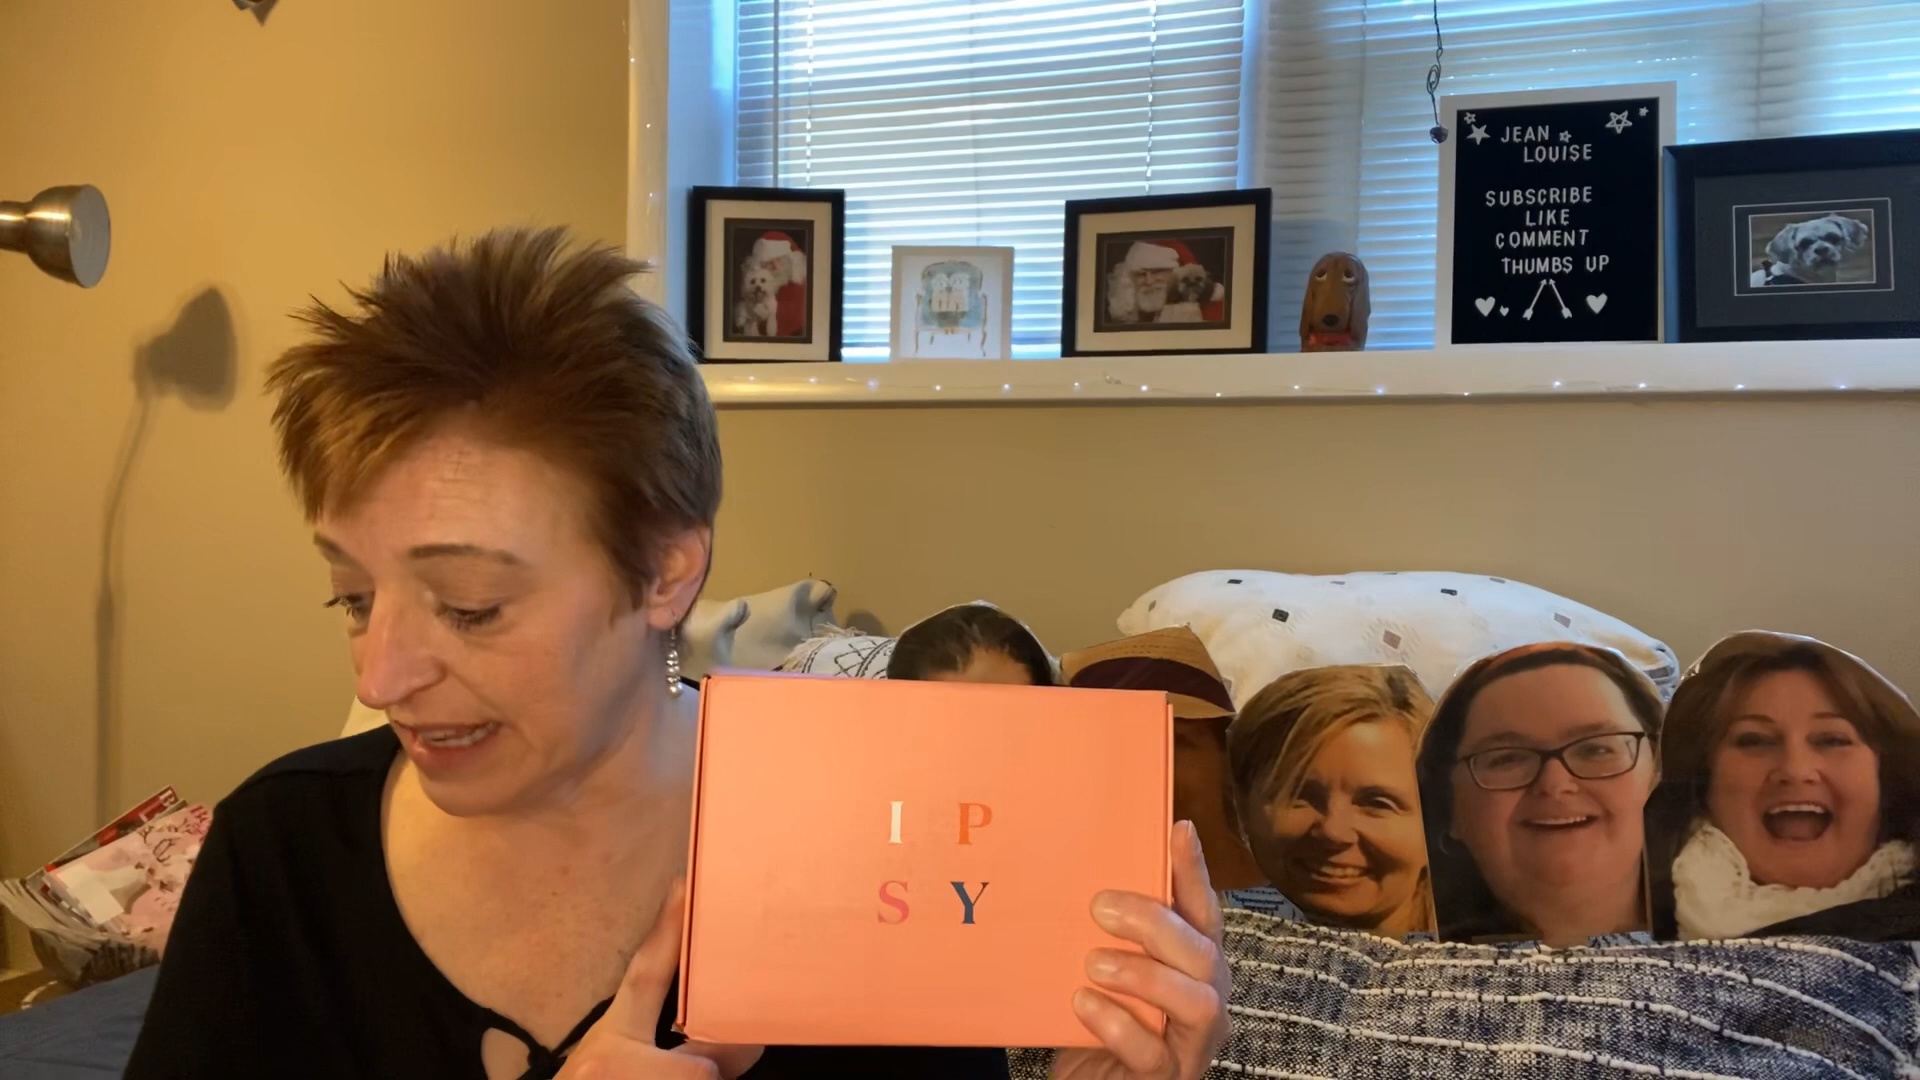 JEAN
LOUISE
SUBSCRIBE
LIKE
COMMENT
THUMBS UP
I P
S Y